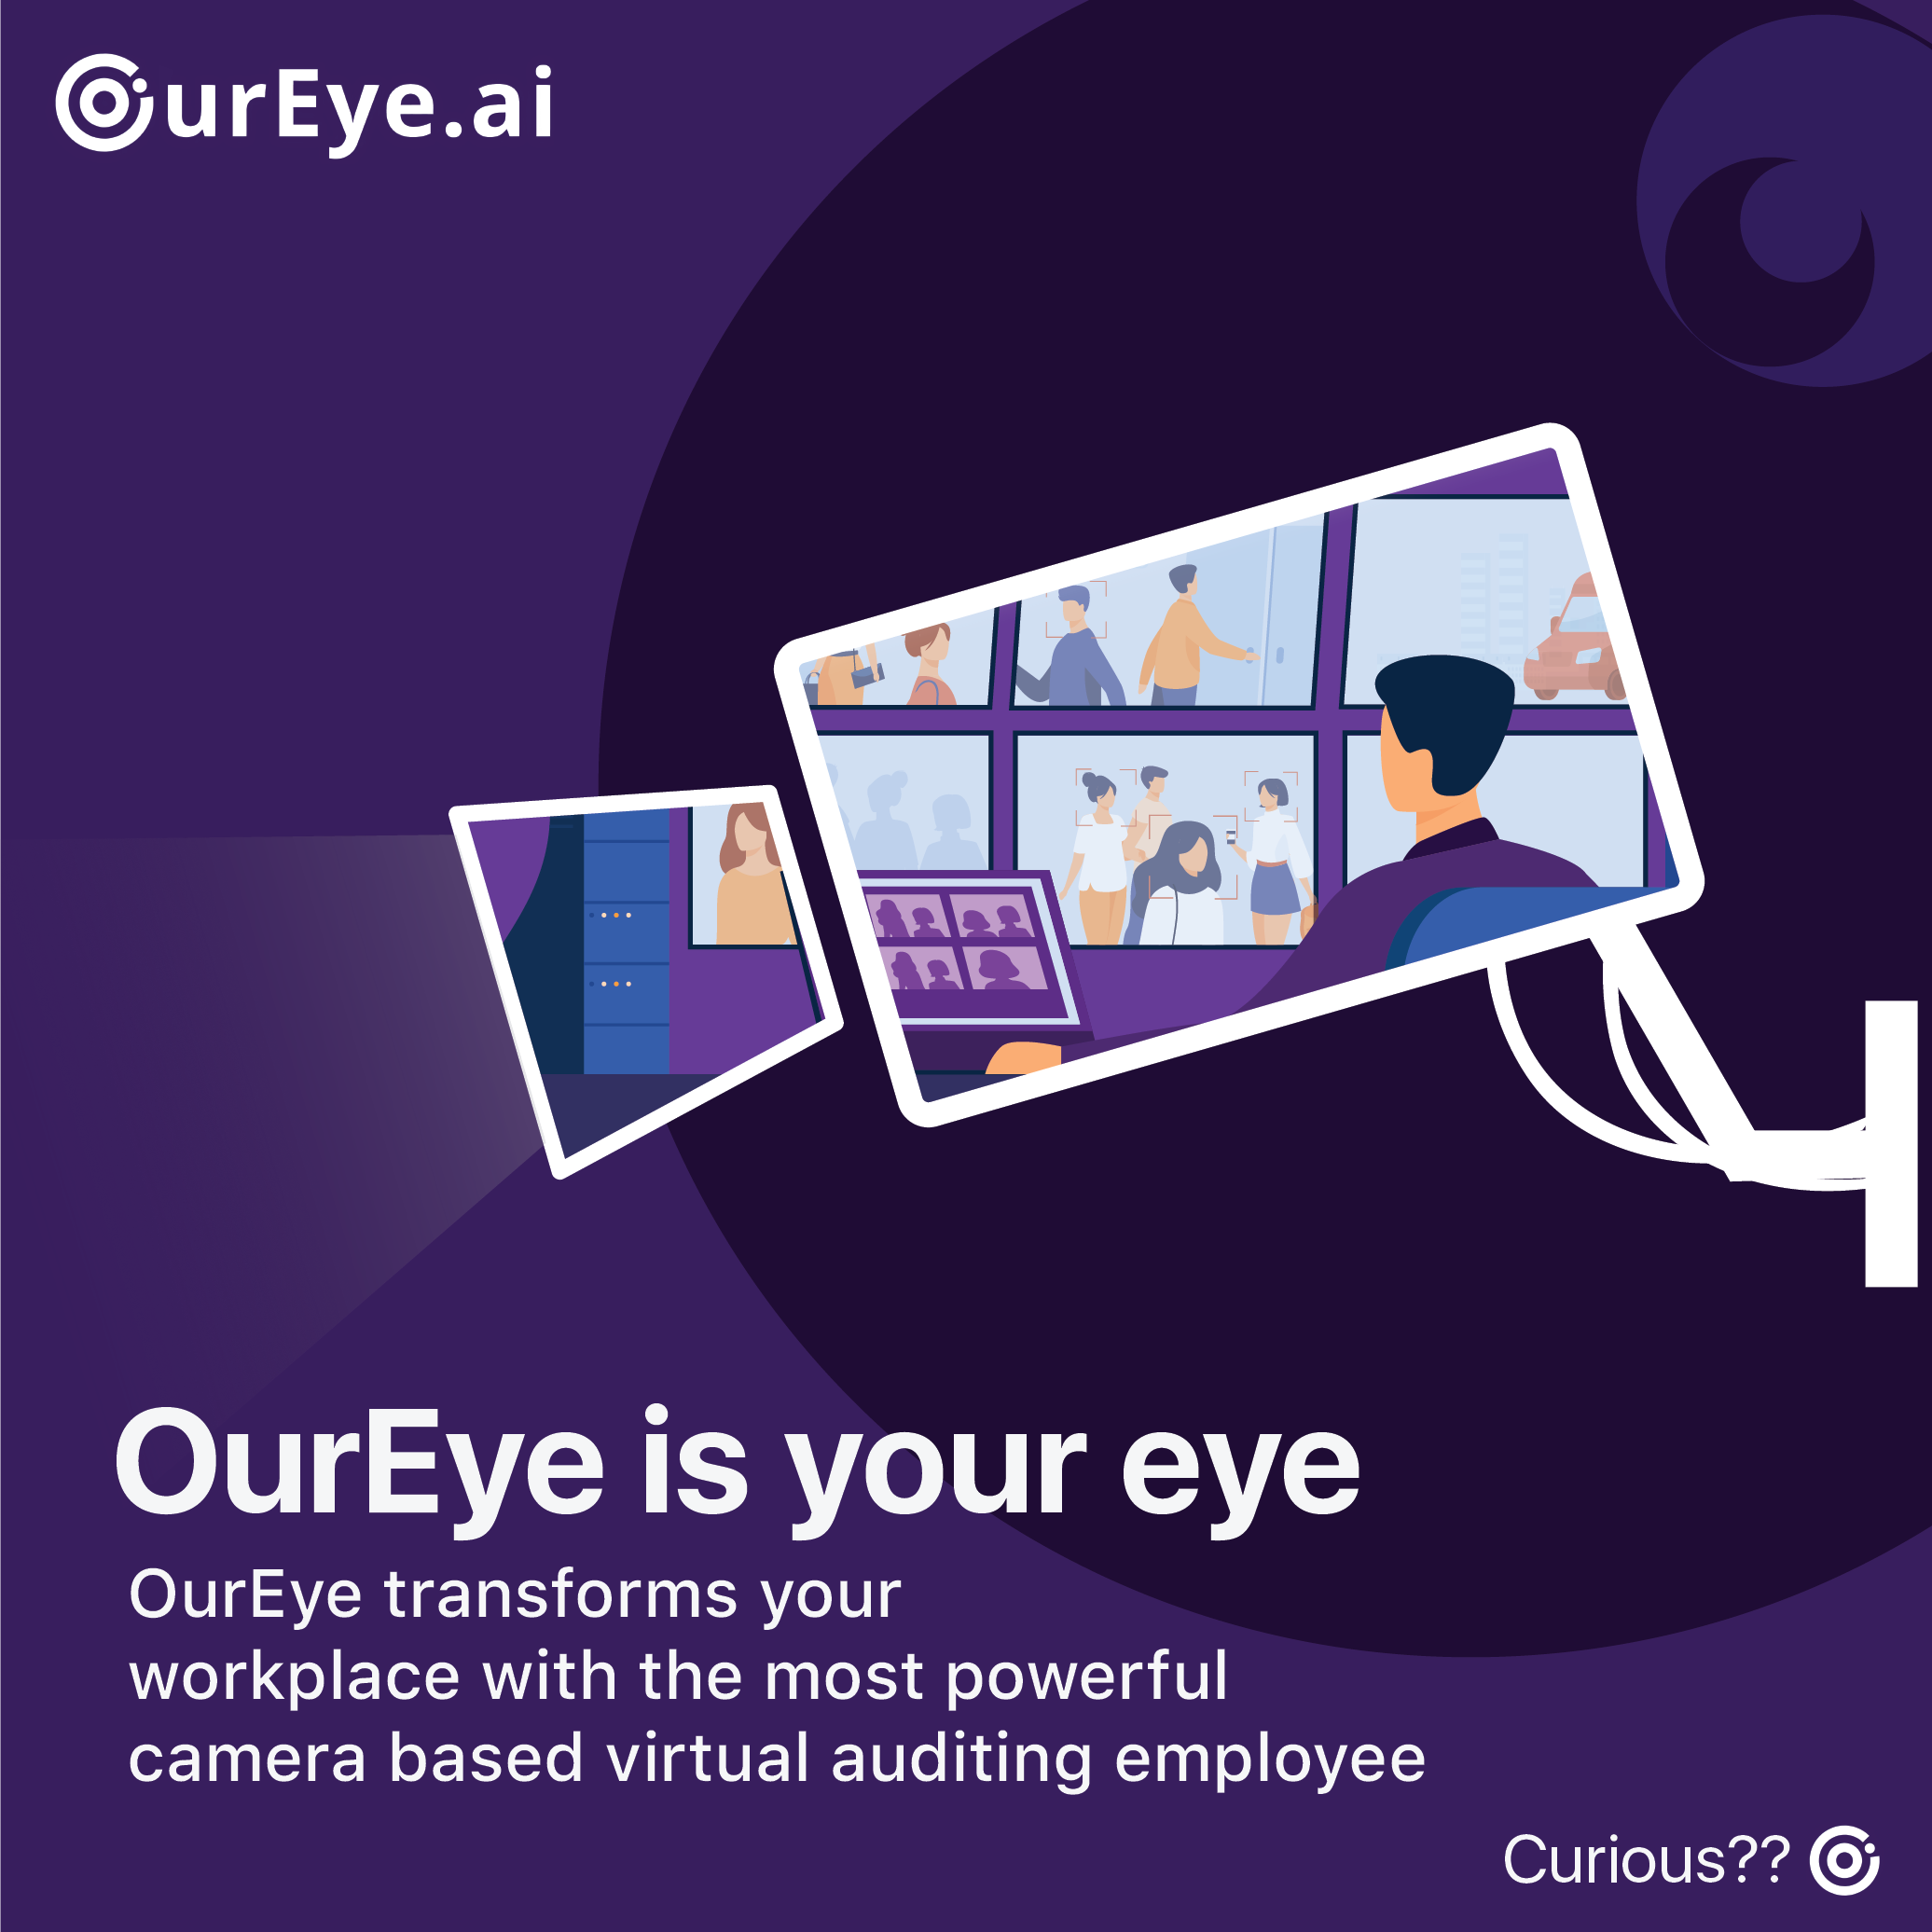 OurEye.ai
OurEye is your eye
OurEye transforms your
workplace with the most powerful
camera based virtual auditing employee
Curious??